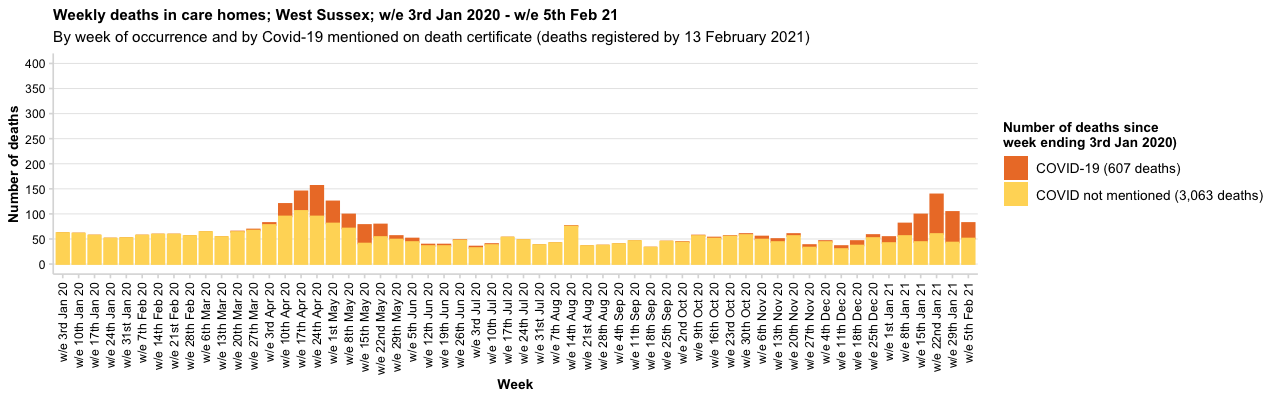 Weekly deaths in care homes; West Sussex; w/e 3rd Jan 2020 - w/e 5th Feb 21
By week of occurrence and by Covid-19 mentioned on death certificate (deaths registered by 13 February 2021)
Number of deaths
400
350
300
250
200
150
100
50
0
w/e 3rd Jan 20
w/e 10th Jan 20
w/e 17th Jan 20
w/e 24th Jan 20
w/e 31st Jan 20
w/e 7th Feb 20
w/e 14th Feb 20
w/e 21st Feb 20
w/e 28th Feb 20
w/e 6th Mar 20
w/e 13th Mar 20
w/e 20th Mar 20
w/e 27th Mar 20
w/e 3rd Apr 20
w/e 10th Apr 20
w/e 17th Apr 20
w/e 24th Apr 20
w/e 1st May 20
w/e 8th May 20
w/e 15th May 20
w/e 22nd May 20
w/e 29th May 20
w/e 5th Jun 20
w/e 12th Jun 20
w/e 19th Jun 20
w/e 26th Jun 20
w/e 3rd Jul 20
w/e 10th Jul 20
w/e 17th Jul 20
w/e 24th Jul 20
w/e 31st Jul 20
w/e 7th Aug 20
w/e 14th Aug 20
w/e 21st Aug 20
w/e 28th Aug 20
w/e 4th Sep 20
w/e 11th Sep 20
w/e 18th Sep 20
w/e 25th Sep 20
w/e 2nd Oct 20
w/e 9th Oct 20
w/e 16th Oct 20
w/e 23rd Oct 20
w/e 30th Oct 20
w/e 6th Nov 20
w/e 13th Nov 20
w/e 20th Nov 20
w/e 27th Nov 20
w/e 4th Dec 20
w/e 11th Dec 20
w/e 18th Dec 20
w/e 25th Dec 20
w/e 1st Jan 21
w/e 8th Jan 21
w/e 15th Jan 21
w/e 22nd Jan 21
w/e 29th Jan 21
w/e 5th Feb 21
Week
Number of deaths since
week ending 3rd Jan 2020)
COVID-19 (607 deaths)
COVID not mentioned (3,063 deaths)